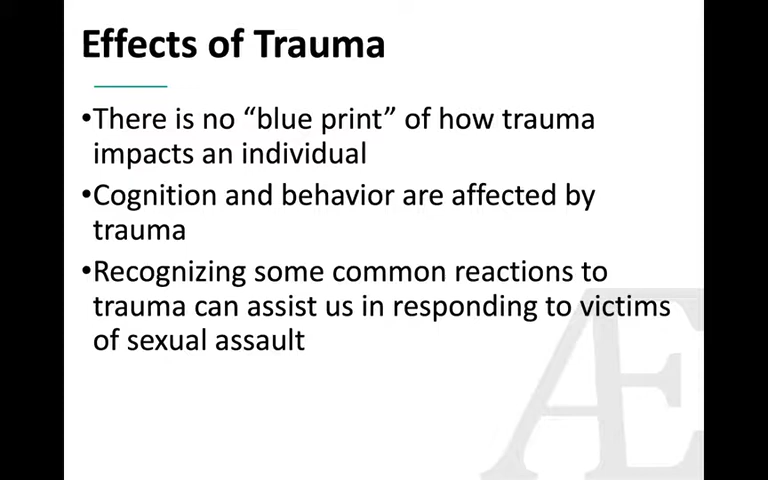 Effects of Trauma
•There is no “blue print” of how trauma
impacts an individual
•Cognition and behavior are affected by
trauma
•Recognizing some common reactions to
trauma can assist us in responding to victims
of sexual assault
Æ